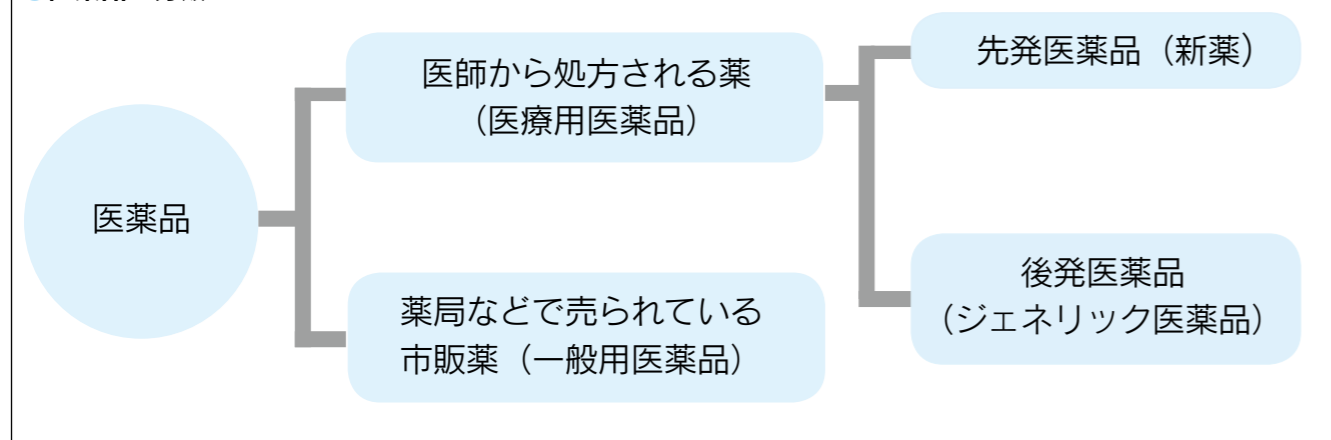 医薬品
医師から処方される薬
（医療用医薬品）
薬局などで売られている
市販薬（一般用医薬品）
先発医薬品（新薬）
後発医薬品
（ジェネリック医薬品）